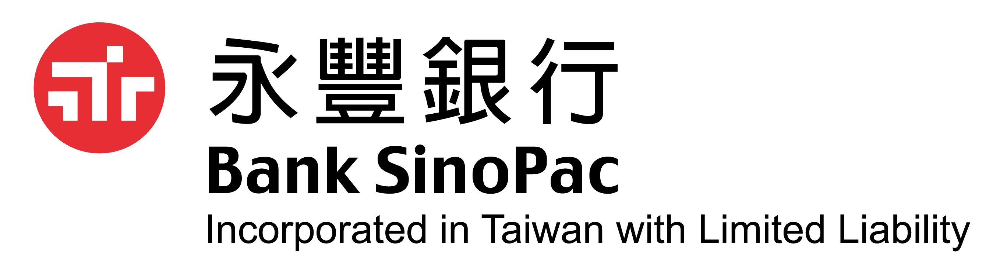 永豐銀行
Bank SinoPac
Incorporated in Taiwan with Limited Liability